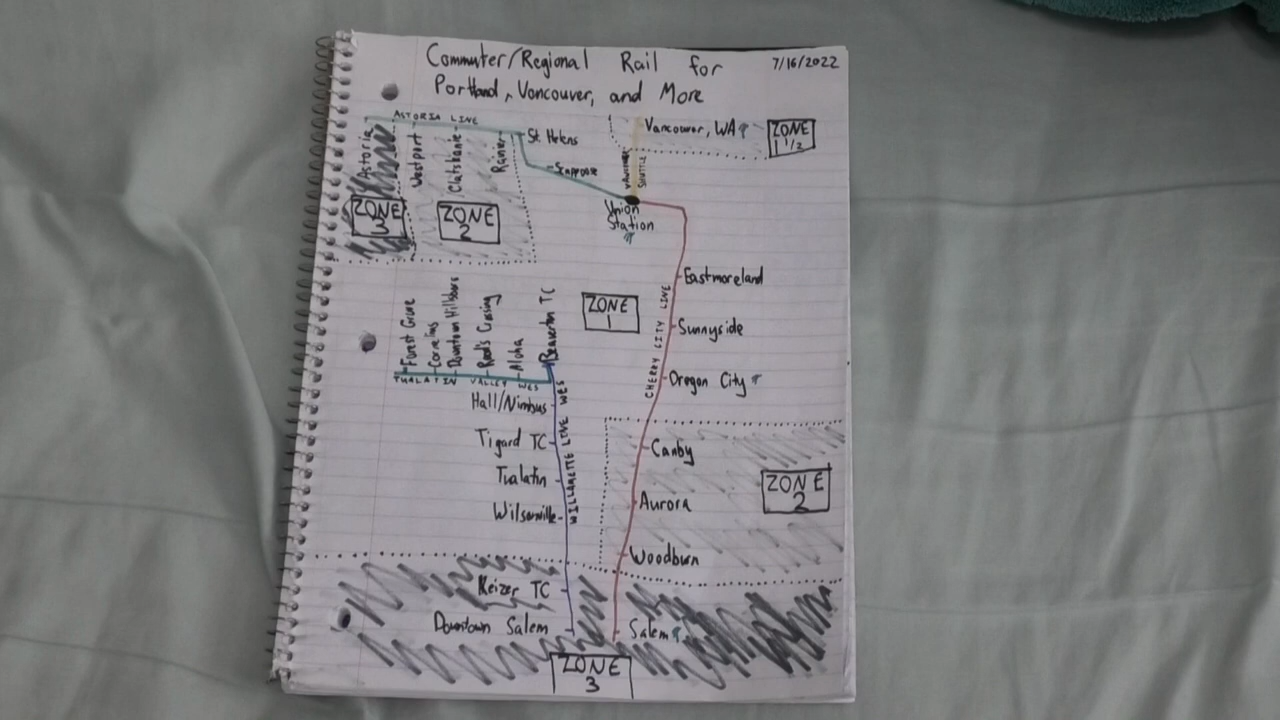 Commuter/Regional Rail for
7/16/2022
Portland, Vancouver, and More
ASTORIA LINE
Astoria
Westport
Clatskanie
Rainier
St Helens
Scappoose
Vancouver, WA
ZONE
1 1/2
VANCOUVER
SHUTTLE
Union
Station
ZONE
3
ZONE
2
Eastmoreland
Sunnyside
Oregon City
CHERRY CITY LINE
ZONE
1
Forest Grove
Cornelius
Downtown Hillsboro
Reed's Crossing
Aloha
Beaverton TC
TUALATIN VALLEY WES
WILLAMETTE LINE WES
Hall/Nimbus
Tigard TC
Tualatin
Wilsonville
Canby
Aurora
Woodburn
ZONE
2
Keizer TC
Downtown Salem
Salem
ZONE
3